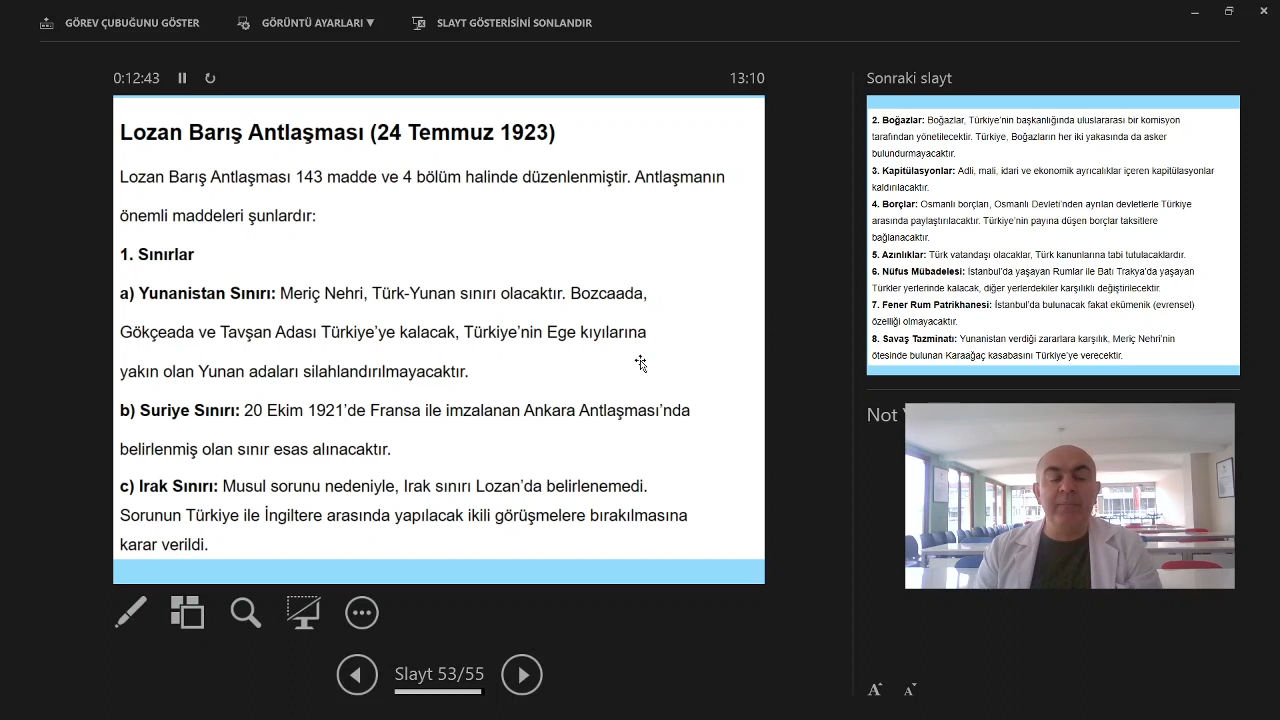 GÖREV ÇUBUĞUNU GÖSTER
GÖRÜNTÜ AYARLARI ▼
SLAYT GÖSTERİSİNİ SONLANDIR
0:12:43
13:10
Lozan Barış Antlaşması (24 Temmuz 1923)
Lozan Barış Antlaşması 143 madde ve 4 bölüm halinde düzenlenmiştir. Antlaşmanın
önemli maddeleri şunlardır:
1. Sınırlar
a) Yunanistan Sınırı: Meriç Nehri, Türk-Yunan sınırı olacaktır. Bozcaada,
Gökçeada ve Tavşan Adası Türkiye'ye kalacak, Türkiye'nin Ege kıyılarına
yakın olan Yunan adaları silahlandırılmayacaktır.
b) Suriye Sınırı: 20 Ekim 1921'de Fransa ile imzalanan Ankara Antlaşması'nda
belirlenmiş olan sınır esas alınacaktır.
c) Irak Sınırı: Musul sorunu nedeniyle, Irak sınırı Lozan'da belirlenemedi.
Sorunun Türkiye ile İngiltere arasında yapılacak ikili görüşmelere bırakılmasına
karar verildi.
Slayt 53/55
Sonraki slayt
2. Boğazlar: Boğazlar, Türkiye'nin başkanlığında uluslararası bir komisyon
tarafından yönetilecektir. Türkiye, Boğazların her iki yakasında da asker
bulundurmayacaktır.
3. Kapitülasyonlar: Adli, mali, idari ve ekonomik ayrıcalıklar içeren kapitülasyonlar
kaldırılacaktır.
4. Borçlar: Osmanlı borçları, Osmanlı Devleti'nden ayrılan devletlerle Türkiye
arasında paylaştırılacaktır. Türkiye'nin payına düşen borçlar taksitlere
bağlanacaktır.
5. Azınlıklar: Türk vatandaşı olacaklar, Türk kanunlarına tabi tutulacaklardır.
6. Nüfus Mübadelesi: İstanbul'da yaşayan Rumlar ile Batı Trakya'da yaşayan
Türkler yerlerinde kalacak, diğer yerlerdekiler karşılıklı değiştirilecektir.
7. Fener Rum Patrikhanesi: İstanbul'da bulunacak fakat ekümenik (evrensel)
özelliği olmayacaktır.
8. Savaş Tazminatı: Yunanistan verdiği zararlara karşılık, Meriç Nehri'nin
ötesinde bulunan Karaağaç kasabasını Türkiye'ye verecektir.
Not
A A